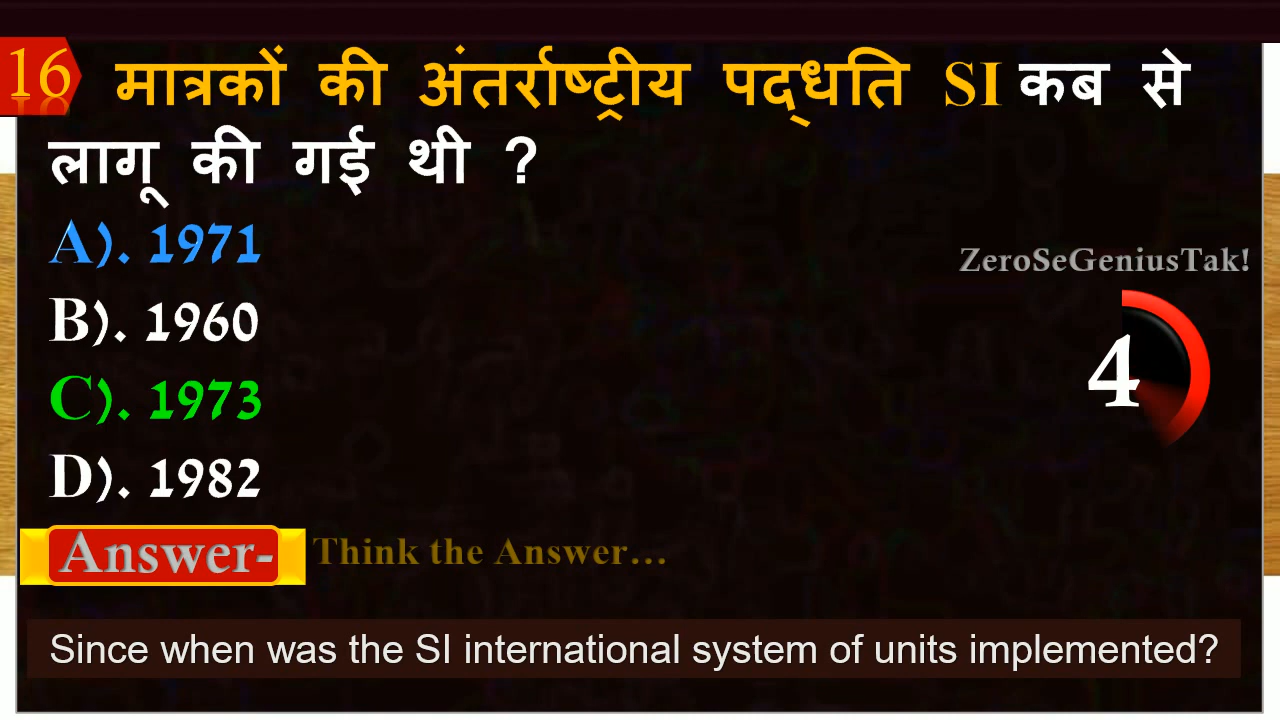 16
मात्रकों की अंतर्राष्ट्रीय पद्धति SI कब से
लागू की गई थी ?
A). 1971
B). 1960
C). 1973
D). 1982
ZeroSeGeniusTak!
4
Answer- Think the Answer...
Since when was the SI international system of units implemented?